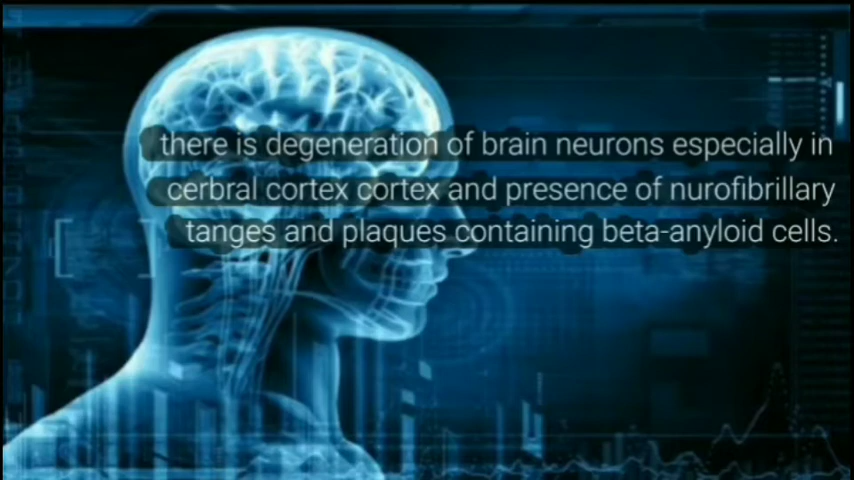 there is degeneration of brain neurons especially in
cerbral cortex cortex and presence of nurofibrillary
tanges and plaques containing beta-anyloid cells.